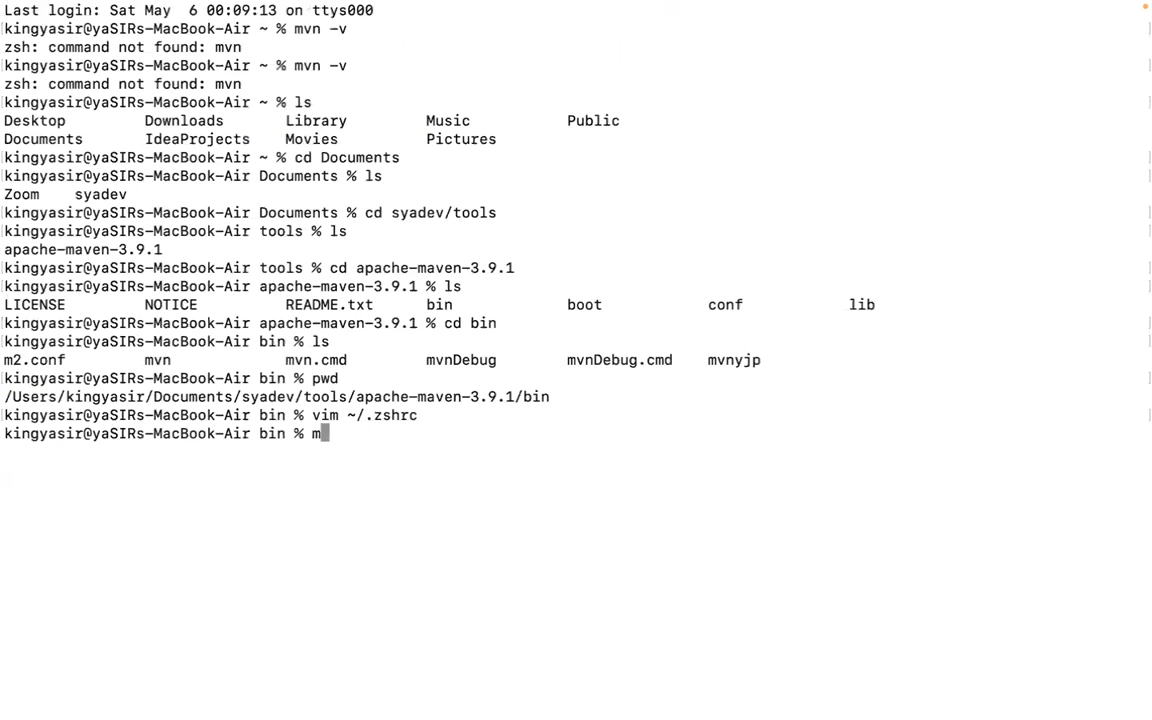 Last login: Sat May  6 00:09:13 on ttys000
kingyasir@yaSIRs-MacBook-Air ~ % mvn -v
zsh: command not found: mvn
kingyasir@yaSIRs-MacBook-Air ~ % mvn -v
zsh: command not found: mvn
kingyasir@yaSIRs-MacBook-Air ~ % ls
Desktop         Downloads       Library         Music           Public
Documents       IdeaProjects    Movies          Pictures
kingyasir@yaSIRs-MacBook-Air ~ % cd Documents
kingyasir@yaSIRs-MacBook-Air Documents % ls
Zoom    syadev
kingyasir@yaSIRs-MacBook-Air Documents % cd syadev/tools
kingyasir@yaSIRs-MacBook-Air tools % ls
apache-maven-3.9.1
kingyasir@yaSIRs-MacBook-Air tools % cd apache-maven-3.9.1
kingyasir@yaSIRs-MacBook-Air apache-maven-3.9.1 % ls
LICENSE         NOTICE          README.txt      bin             boot            conf            lib
kingyasir@yaSIRs-MacBook-Air apache-maven-3.9.1 % cd bin
kingyasir@yaSIRs-MacBook-Air bin % ls
m2.conf         mvn             mvn.cmd         mvnDebug        mvnDebug.cmd    mvnyjp
kingyasir@yaSIRs-MacBook-Air bin % pwd
/Users/kingyasir/Documents/syadev/tools/apache-maven-3.9.1/bin
kingyasir@yaSIRs-MacBook-Air bin % vim ~/.zshrc
kingyasir@yaSIRs-MacBook-Air bin % m